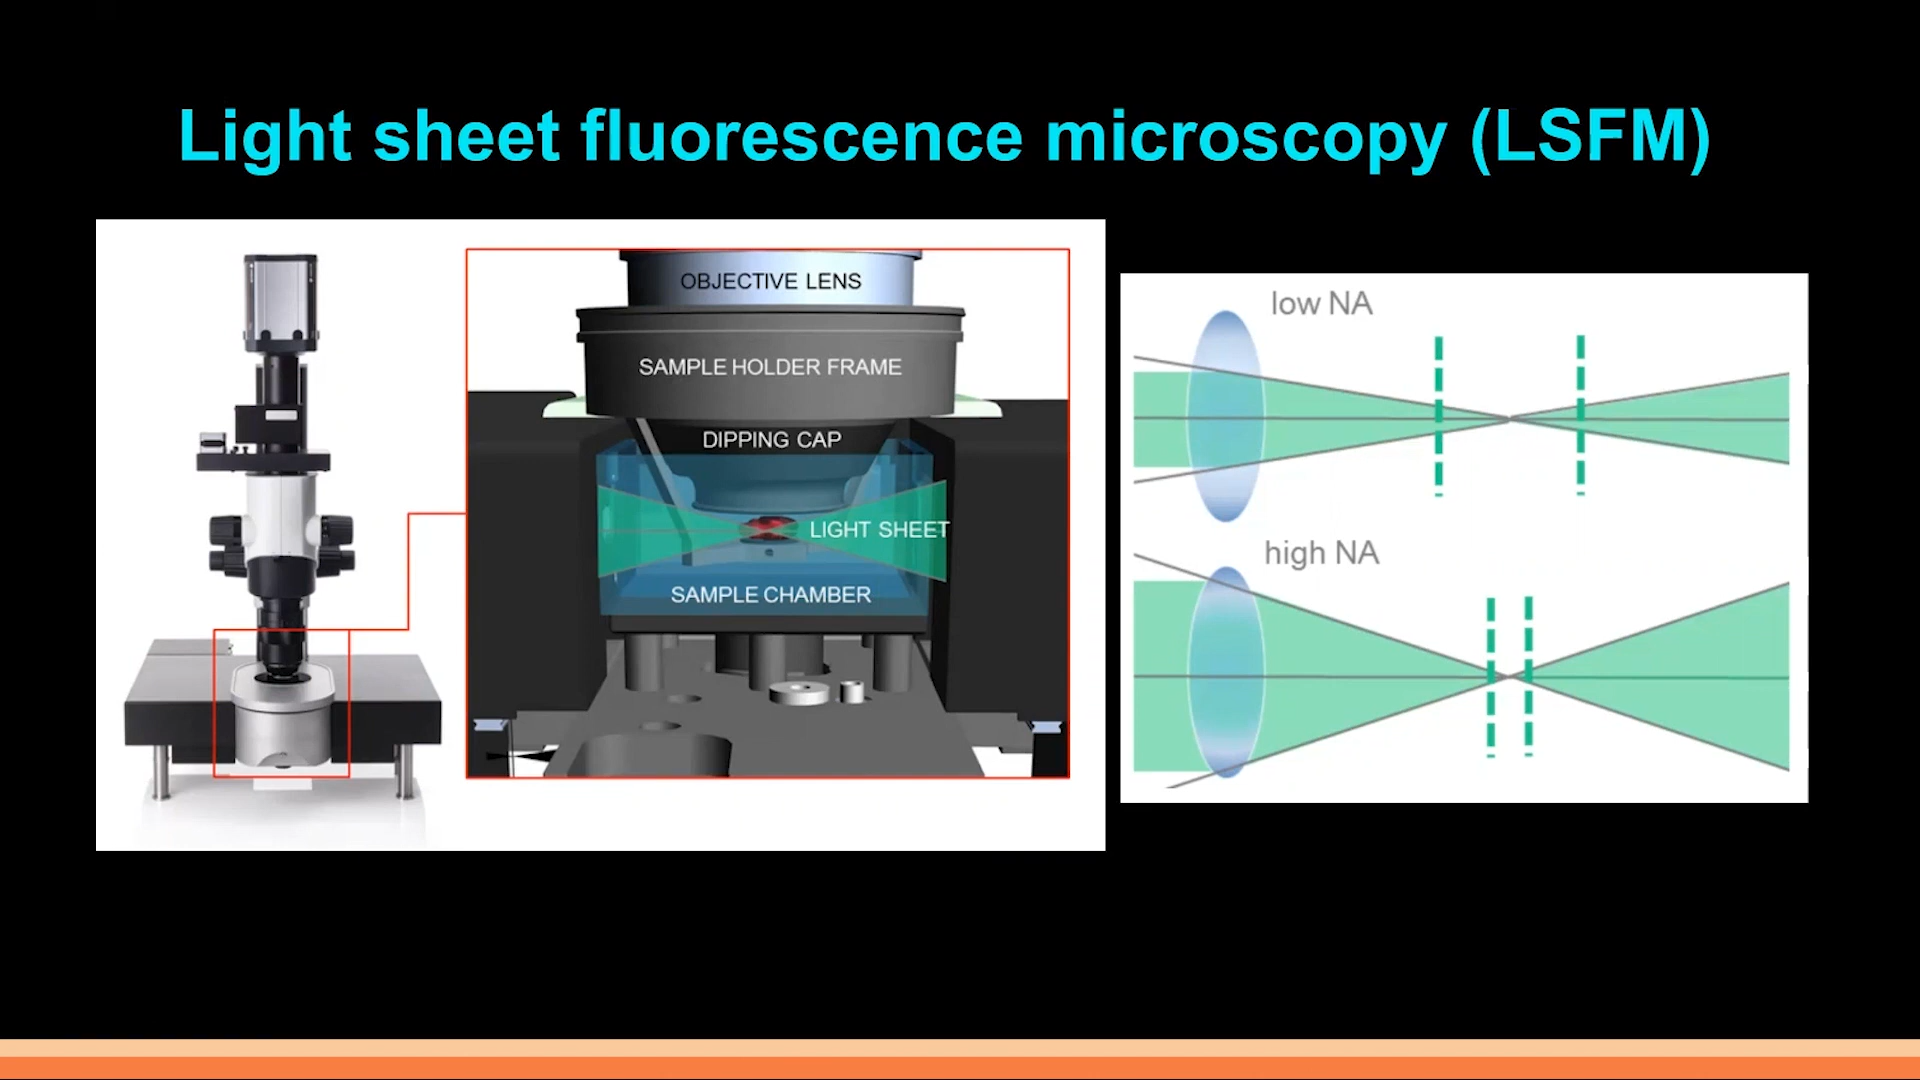 Light sheet fluorescence microscopy (LSFM)
OBJECTIVE LENS
SAMPLE HOLDER FRAME
DIPPING CAP
LIGHT SHEET
SAMPLE CHAMBER
low NA
high NA